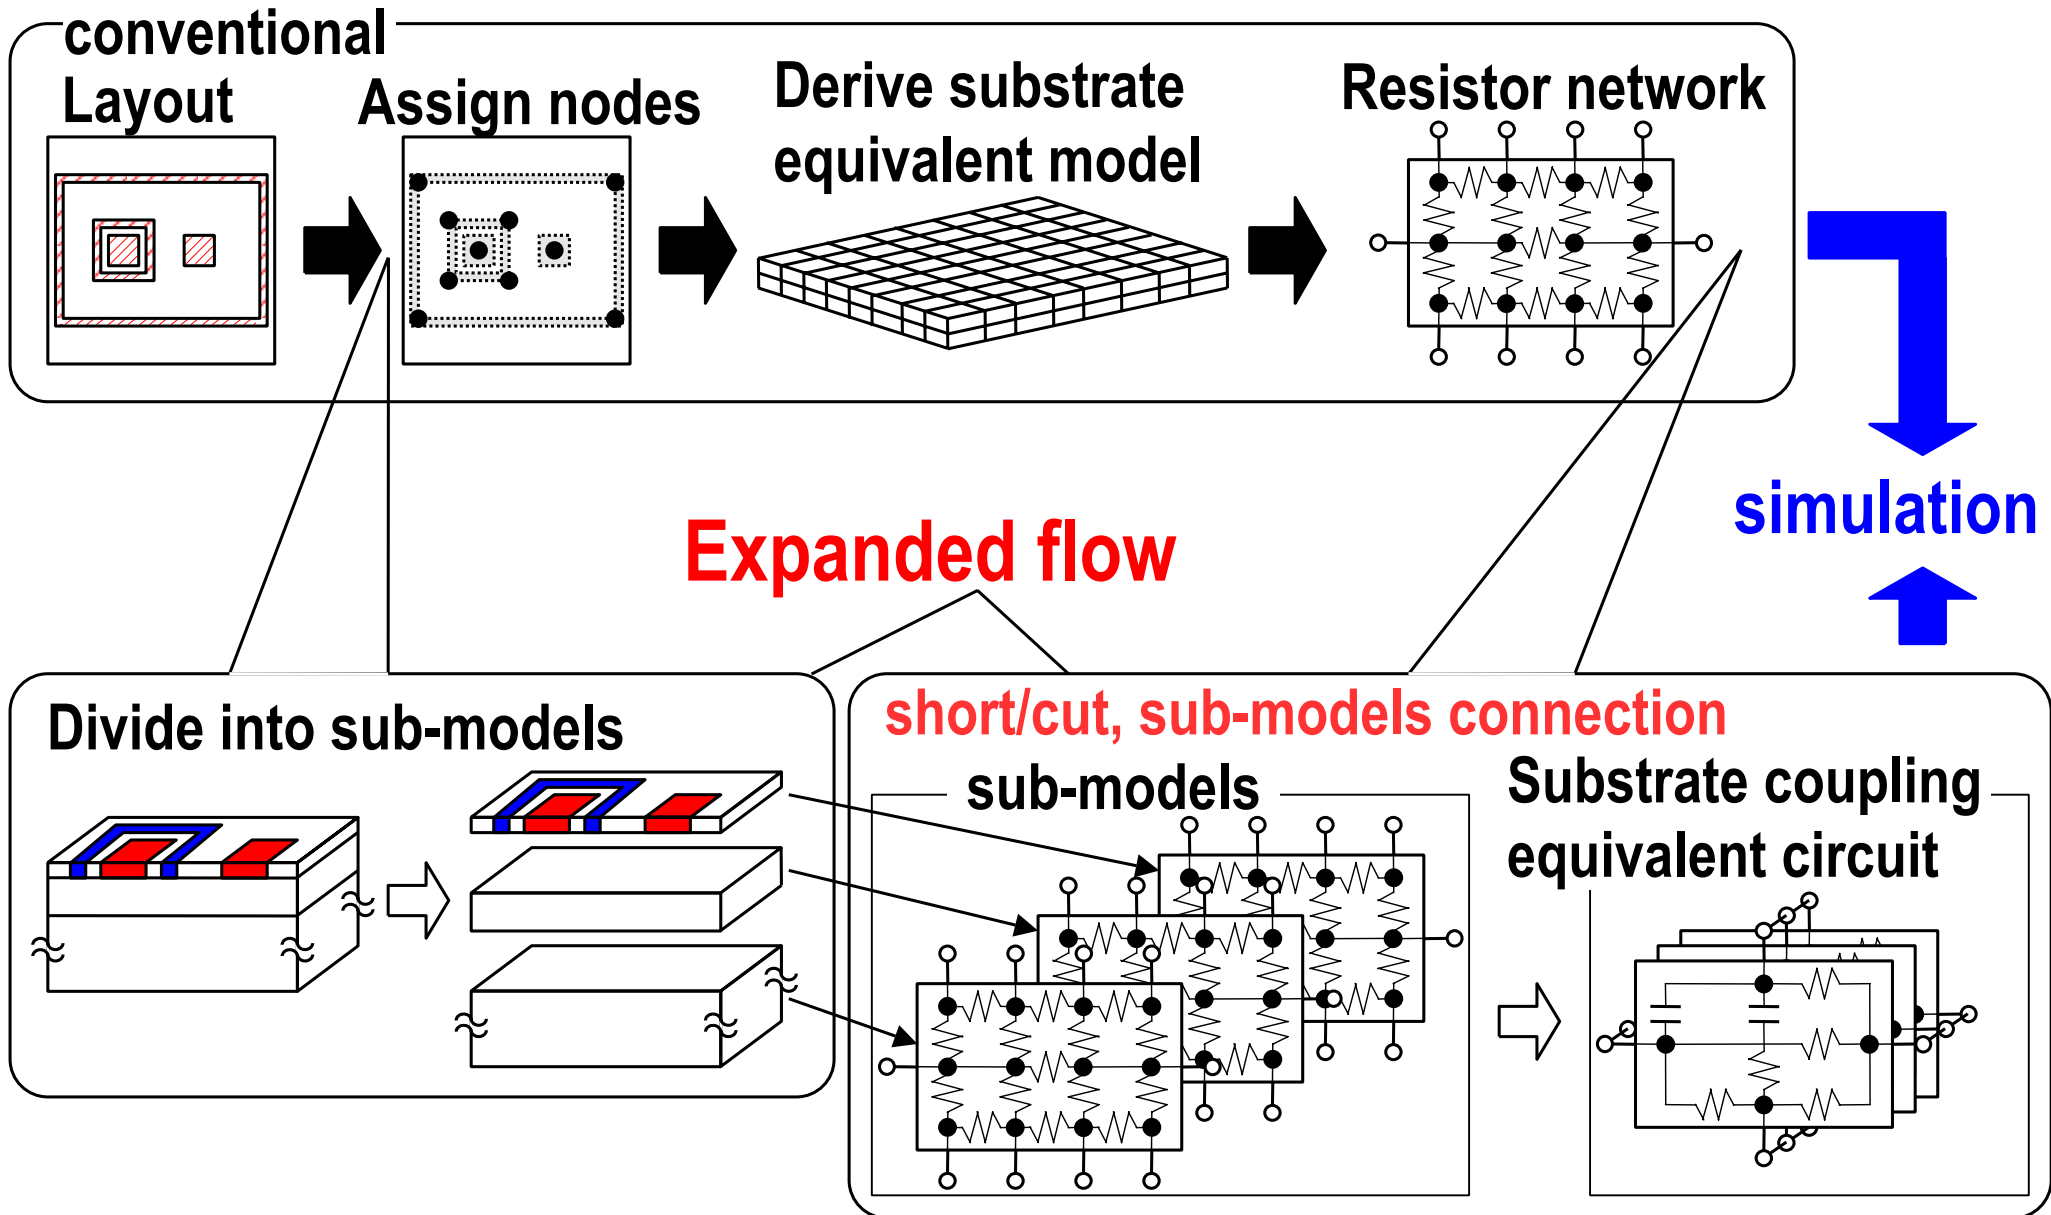 conventional
Layout
Assign nodes
Derive substrate
equivalent model
Resistor network
simulation
Expanded flow
Divide into sub-models
short/cut, sub-models connection
sub-models
Substrate coupling
equivalent circuit